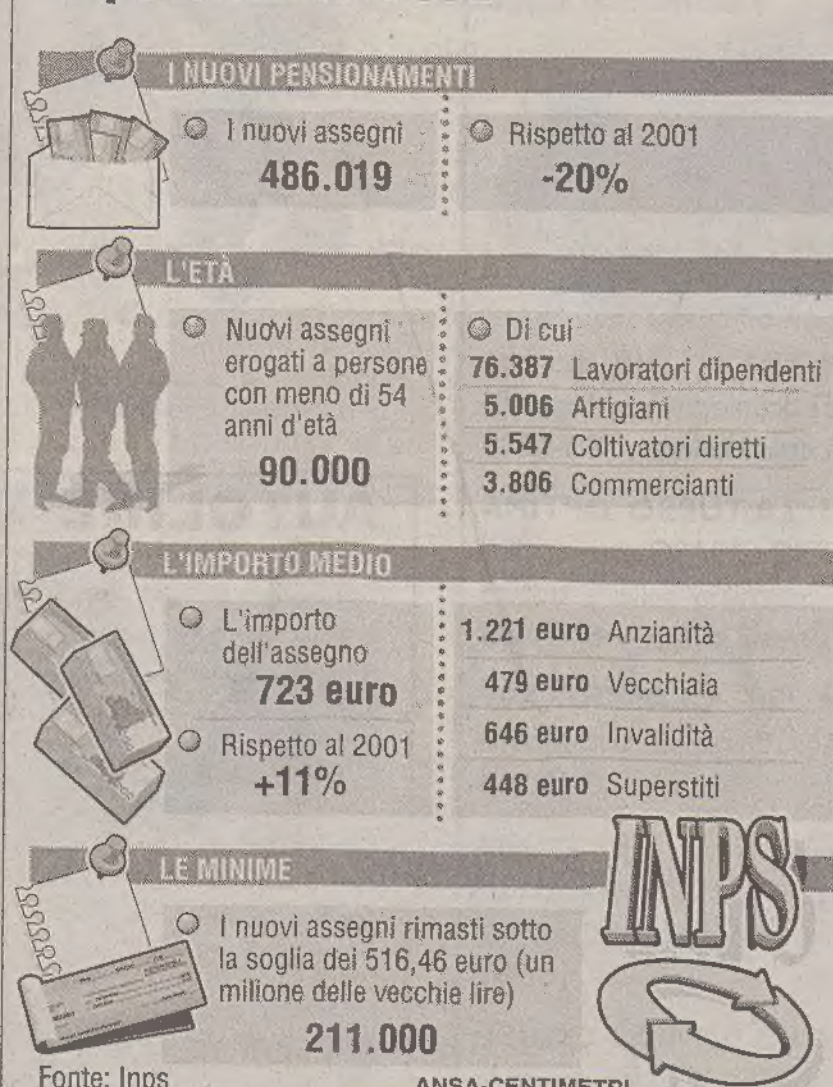 I NUOVI PENSIONAMENTI
I nuovi assegni
486.019
Rispetto al 2001
-20%
L'ETÀ
Nuovi assegni
erogati a persone
con meno di 54
anni d'età
90.000
Di cui
76.387 Lavoratori dipendenti
5.006 Artigiani
5.547 Coltivatori diretti
3.806 Commercianti
L'IMPORTO MEDIO
L'importo
dell'assegno
723 euro
Rispetto al 2001
+11%
1.221 euro Anzianità
479 euro Vecchiaia
646 euro Invalidità
448 euro Superstiti
LE MINIME
I nuovi assegni rimasti sotto
la soglia dei 516,46 euro (un
milione delle vecchie lire)
211.000
INPS
Fonte: Inps
ANSA-CENTIMETRI